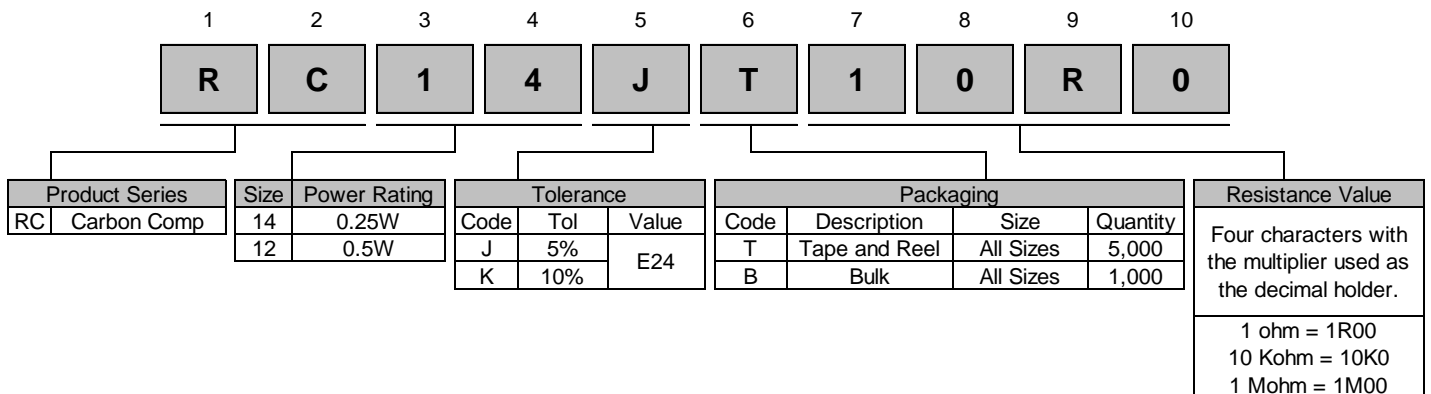 1 2 3 4 5 6 7 8 9 10
R C 1 4 J T 1 0 R 0
Product Series
RC Carbon Comp
Size Power Rating
14 0.25W
12 0.5W
Tolerance
Code Tol Value
J 5% E24
K 10%
Packaging
Code Description Size Quantity
T Tape and Reel All Sizes 5,000
B Bulk All Sizes 1,000
Resistance Value
Four characters with
the multiplier used as
the decimal holder.
1 ohm = 1R00
10 Kohm = 10K0
1 Mohm = 1M00